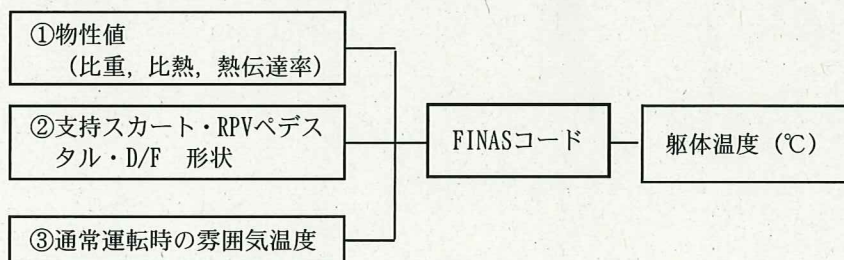 ①物性値
(比重,比熱,熱伝達率)
②支持スカート・RPVペデス
タル・D/F 形状
③通常運転時の雰囲気温度
FINASコード
躯体温度(℃)